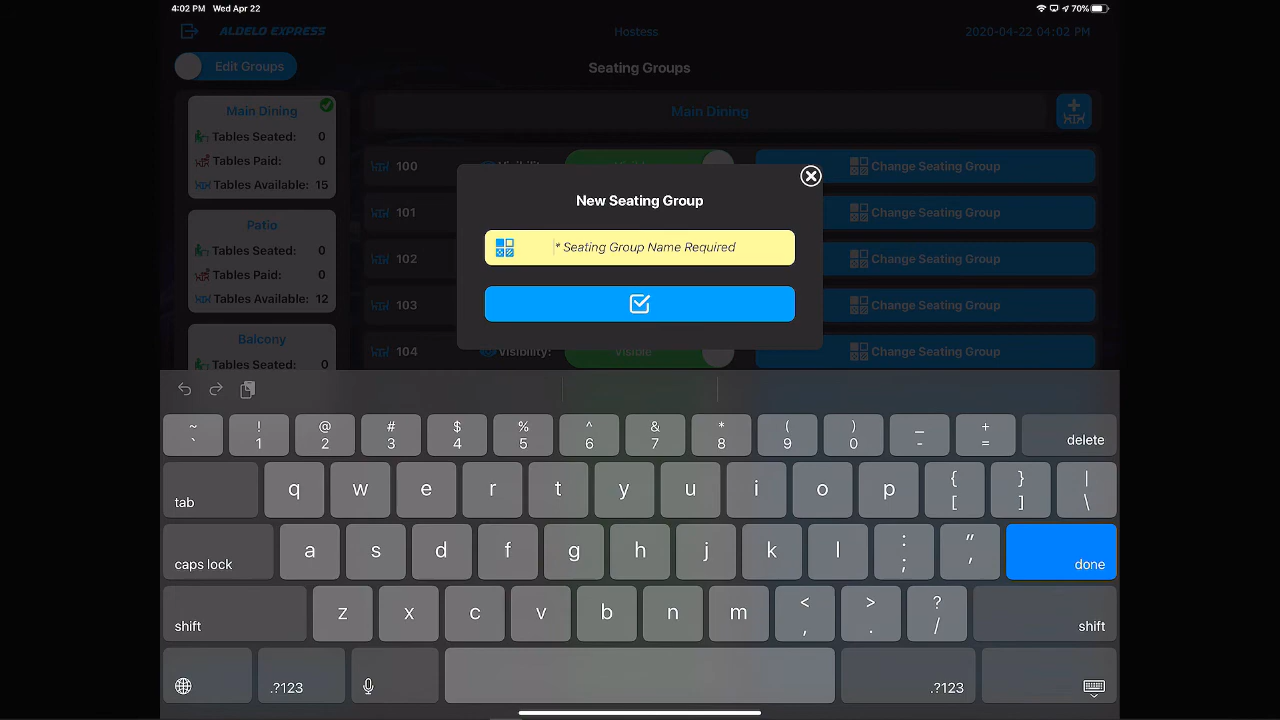 4:02 PM Wed Apr 22
70%
ALDELO EXPRESS
Hostess
2020-04-22 04:02 PM
Edit Groups
Seating Groups
Main Dining
Tables Seated: 0
Tables Paid: 0
Tables Available: 15
Patio
Tables Seated: 0
Tables Paid: 0
Tables Available: 12
Balcony
Tables Seated: 0
Main Dining
100 Visibility: Visible Change Seating Group
101 Change Seating Group
102 Change Seating Group
103 Change Seating Group
104 Visibility: Visible Change Seating Group
New Seating Group
* Seating Group Name Required
~ ! @ # $ % ^ & * ( ) _ +
` 1 2 3 4 5 6 7 8 9 0 - = delete
tab q w e r t y u i o p { [ } ] | \
caps lock a s d f g h j k l : ; " ' done
shift z x c v b n m < , > . ? / shift
.?123 .?123